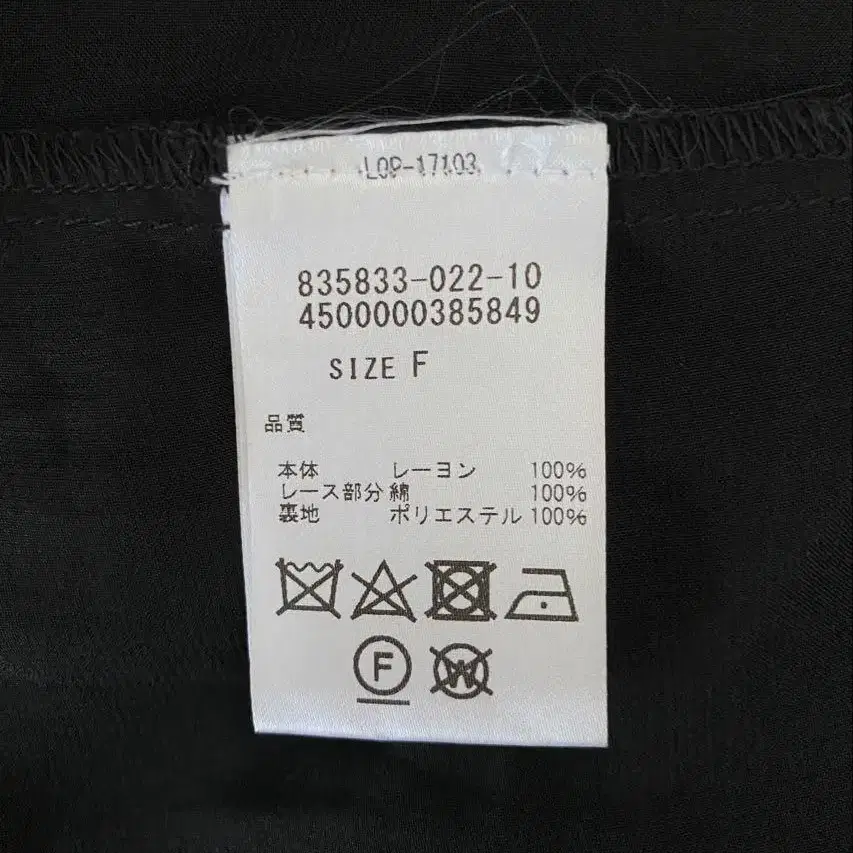 LOP-17103
835833-022-10
4500000385849
SIZE F
品質
本体 レーヨン 100%
レース部分 綿 100%
裏地 ポリエステル 100%
F
W